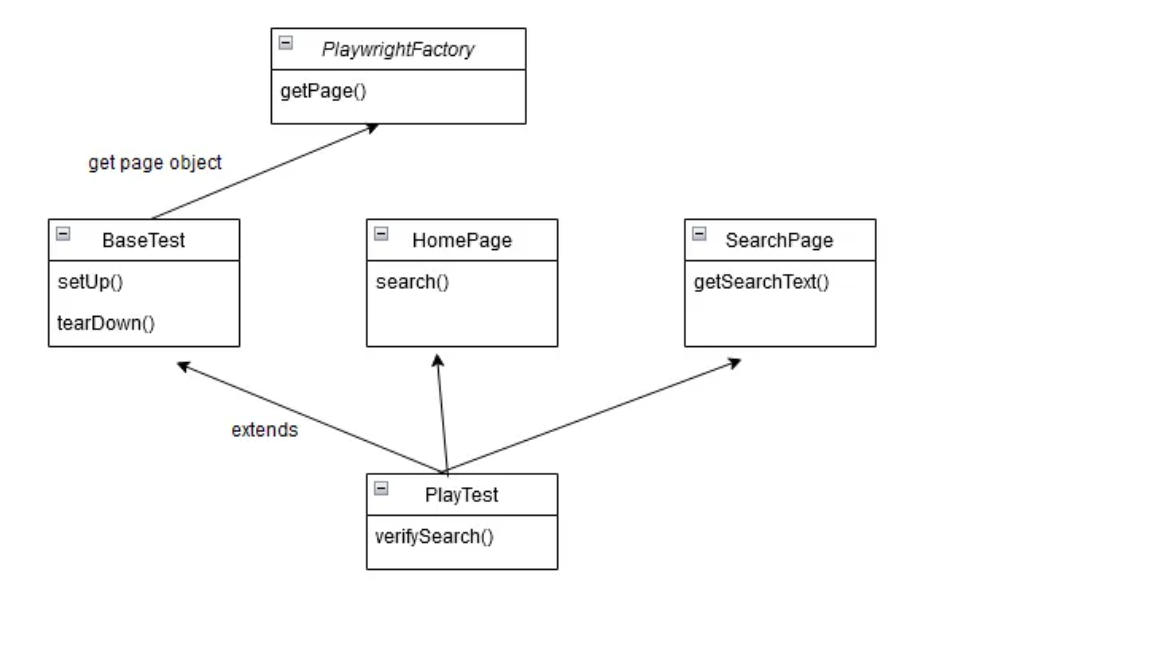 PlaywrightFactory
getPage()
get page object
BaseTest
setUp()
tearDown()
HomePage
search()
SearchPage
getSearchText()
extends
PlayTest
verifySearch()